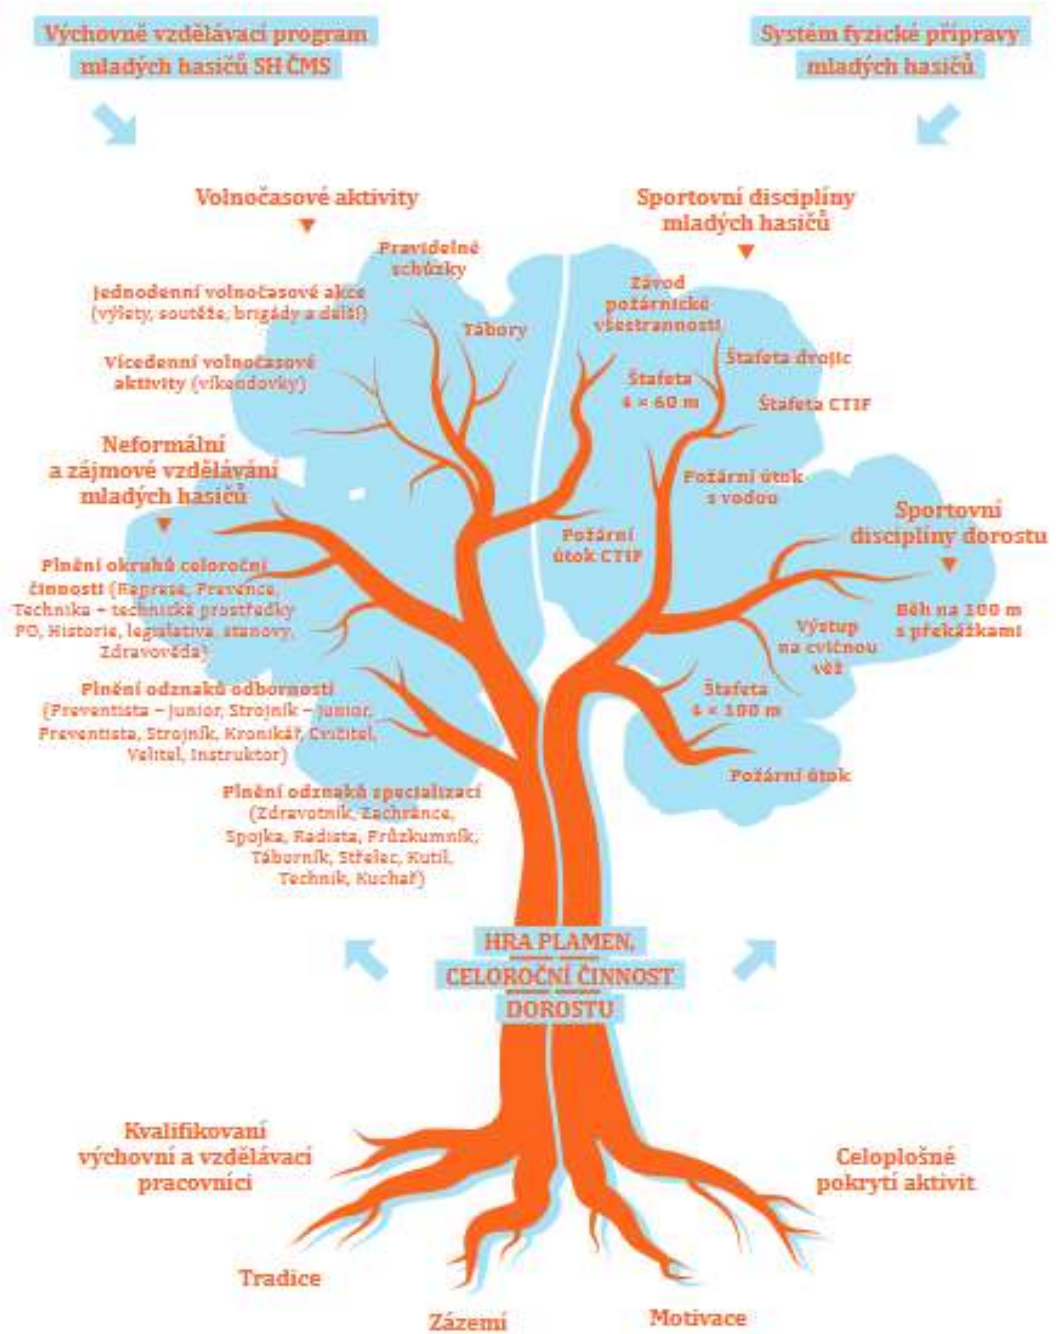 Výchovně vzdělávací program
mladých hasičů SH ČMS
Systém fyzické přípravy
mladých hasičů
Volnočasové aktivity
Sportovní disciplíny
mladých hasičů
Pravidelné
schůzky
Jednodenní volnočasové akce
(výlety, soutěže, brigády a další)
Tábory
Závod
požárnické
všestrannosti
Vícedenní volnočasové
aktivity (víkendovky)
Štafeta dvojic
Štafeta
4 × 60 m
Štafeta CTIF
Neformální
a zájmové vzdělávání
mladých hasičů
Požární útok
s vodou
Sportovní
disciplíny dorostu
Požární
útok CTIF
Plnění okruhů celoroční
činnosti (Represe, Prevence,
Technika + technické prostředky
PO, Historie, legislativa, stanovy,
Zdravověda)
Běh na 100 m
s překážkami
Výstup
na cvičnou
věž
Plnění odznaků odborností
(Preventista – junior, Strojník – junior,
Preventista, Strojník, Kronikář, Cvičitel,
Velitel, Instruktor)
Štafeta
4 × 100 m
Požární útok
Plnění odznaků specializací
(Zdravotník, Záchránce,
Spojka, Radista, Průzkumník,
Táborník, Střelec, Kutil,
Technik, Kuchař)
HRA PLAMEN,
CELOROČNÍ ČINNOST
DOROSTU
Kvalifikovaní
výchovní a vzdělávací
pracovníci
Celoplošné
pokrytí aktivit
Tradice
Zázemí
Motivace